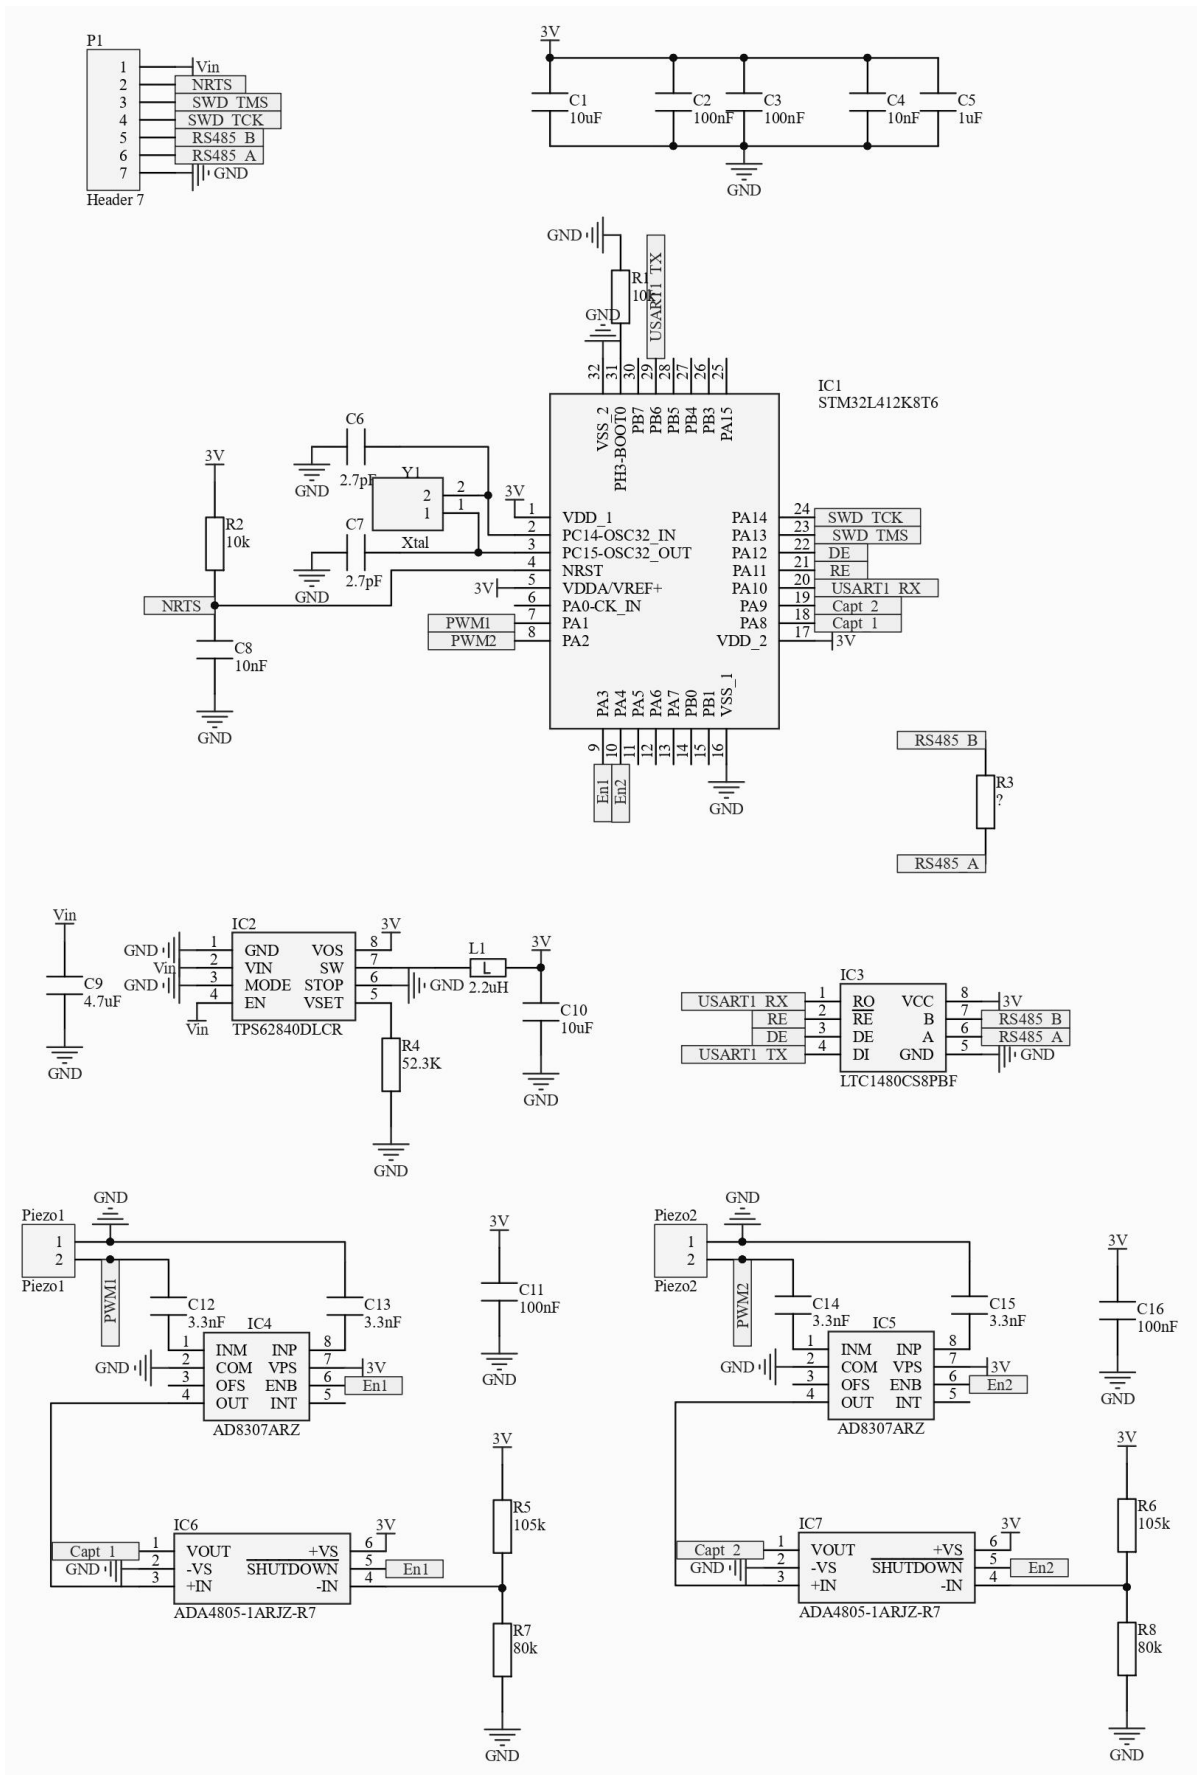 P1
1 Vin
2 NRTS
3 SWD_TMS
4 SWD_TCK
5 RS485_B
6 RS485_A
7 GND
Header 7
3V
C1
10uF
C2
100nF
C3
100nF
C4
10nF
C5
1uF
GND
GND
R1
10k
USART1_TX
GND
32 31 30 29 28 27 26 25
VSS_2 PH3-BOOT0 PB7 PB6 PB5 PB4 PB3 PA15
IC1
STM32L412K8T6
C6
2.7pF
GND
Y1
2 2
1 1
Xtal
C7
2.7pF
GND
3V
R2
10k
NRTS
C8
10nF
GND
3V 1 VDD_1
2 PC14-OSC32_IN
3 PC15-OSC32_OUT
4 NRST
3V 5 VDDA/VREF+
6 PA0-CK_IN
PWM1 7 PA1
PWM2 8 PA2
PA14 24 SWD_TCK
PA13 23 SWD_TMS
PA12 22 DE
PA11 21 RE
PA10 20 USART1_RX
PA9 19 Capt_2
PA8 18 Capt_1
VDD_2 17 3V
PA3 PA4 PA5 PA6 PA7 PB0 PB1 VSS_1
9 10 11 12 13 14 15 16
En1 En2
GND
RS485_B
R3
?
RS485_A
Vin
C9
4.7uF
GND
IC2
GND 1 GND VOS 8 3V
Vin 2 VIN SW 7
GND 3 MODE STOP 6 GND
Vin 4 EN VSET 5
TPS62840DLCR
L1
2.2uH
3V
C10
10uF
GND
R4
52.3K
GND
IC3
USART1_RX 1 RO VCC 8 3V
RE 2 RE B 7 RS485_B
DE 3 DE A 6 RS485_A
USART1_TX 4 DI GND 5 GND
LTC1480CS8PBF
GND
Piezo1
1
2
Piezo1
PWM1
C12
3.3nF
C13
3.3nF
IC4
1 INM INP 8
GND 2 COM VPS 7 3V
3 OFS ENB 6 En1
4 OUT INT 5
AD8307ARZ
3V
C11
100nF
GND
3V
R5
105k
IC6
Capt_1 1 VOUT +VS 6 3V
GND 2 -VS SHUTDOWN 5 En1
3 +IN -IN 4
ADA4805-1ARJZ-R7
R7
80k
GND
GND
Piezo2
1
2
Piezo2
PWM2
C14
3.3nF
C15
3.3nF
IC5
1 INM INP 8
GND 2 COM VPS 7 3V
3 OFS ENB 6 En2
4 OUT INT 5
AD8307ARZ
3V
C16
100nF
GND
3V
R6
105k
IC7
Capt_2 1 VOUT +VS 6 3V
GND 2 -VS SHUTDOWN 5 En2
3 +IN -IN 4
ADA4805-1ARJZ-R7
R8
80k
GND